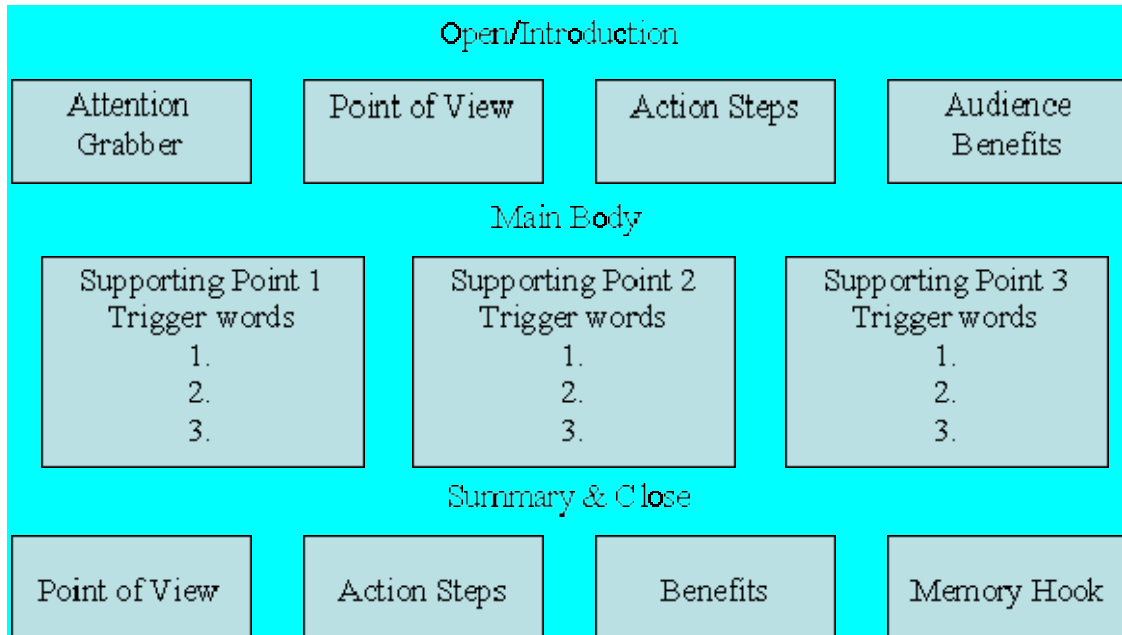 Open/Introduction
Attention
Grabber
Point of View
Action Steps
Audience
Benefits
Main Body
Supporting Point 1
Trigger words
1.
2.
3.
Supporting Point 2
Trigger words
1.
2.
3.
Supporting Point 3
Trigger words
1.
2.
3.
Summary & Close
Point of View
Action Steps
Benefits
Memory Hook